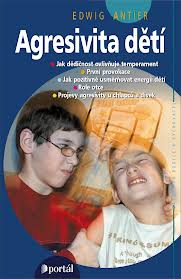 EDWIG ANTIER
Agresivita dětí
Jak dědičnost ovlivňuje temperament
První provokace
Jak pozitivně usměrňovat energii dětí
Role otce
Projevy agresivity u chlapců a dívek
portál